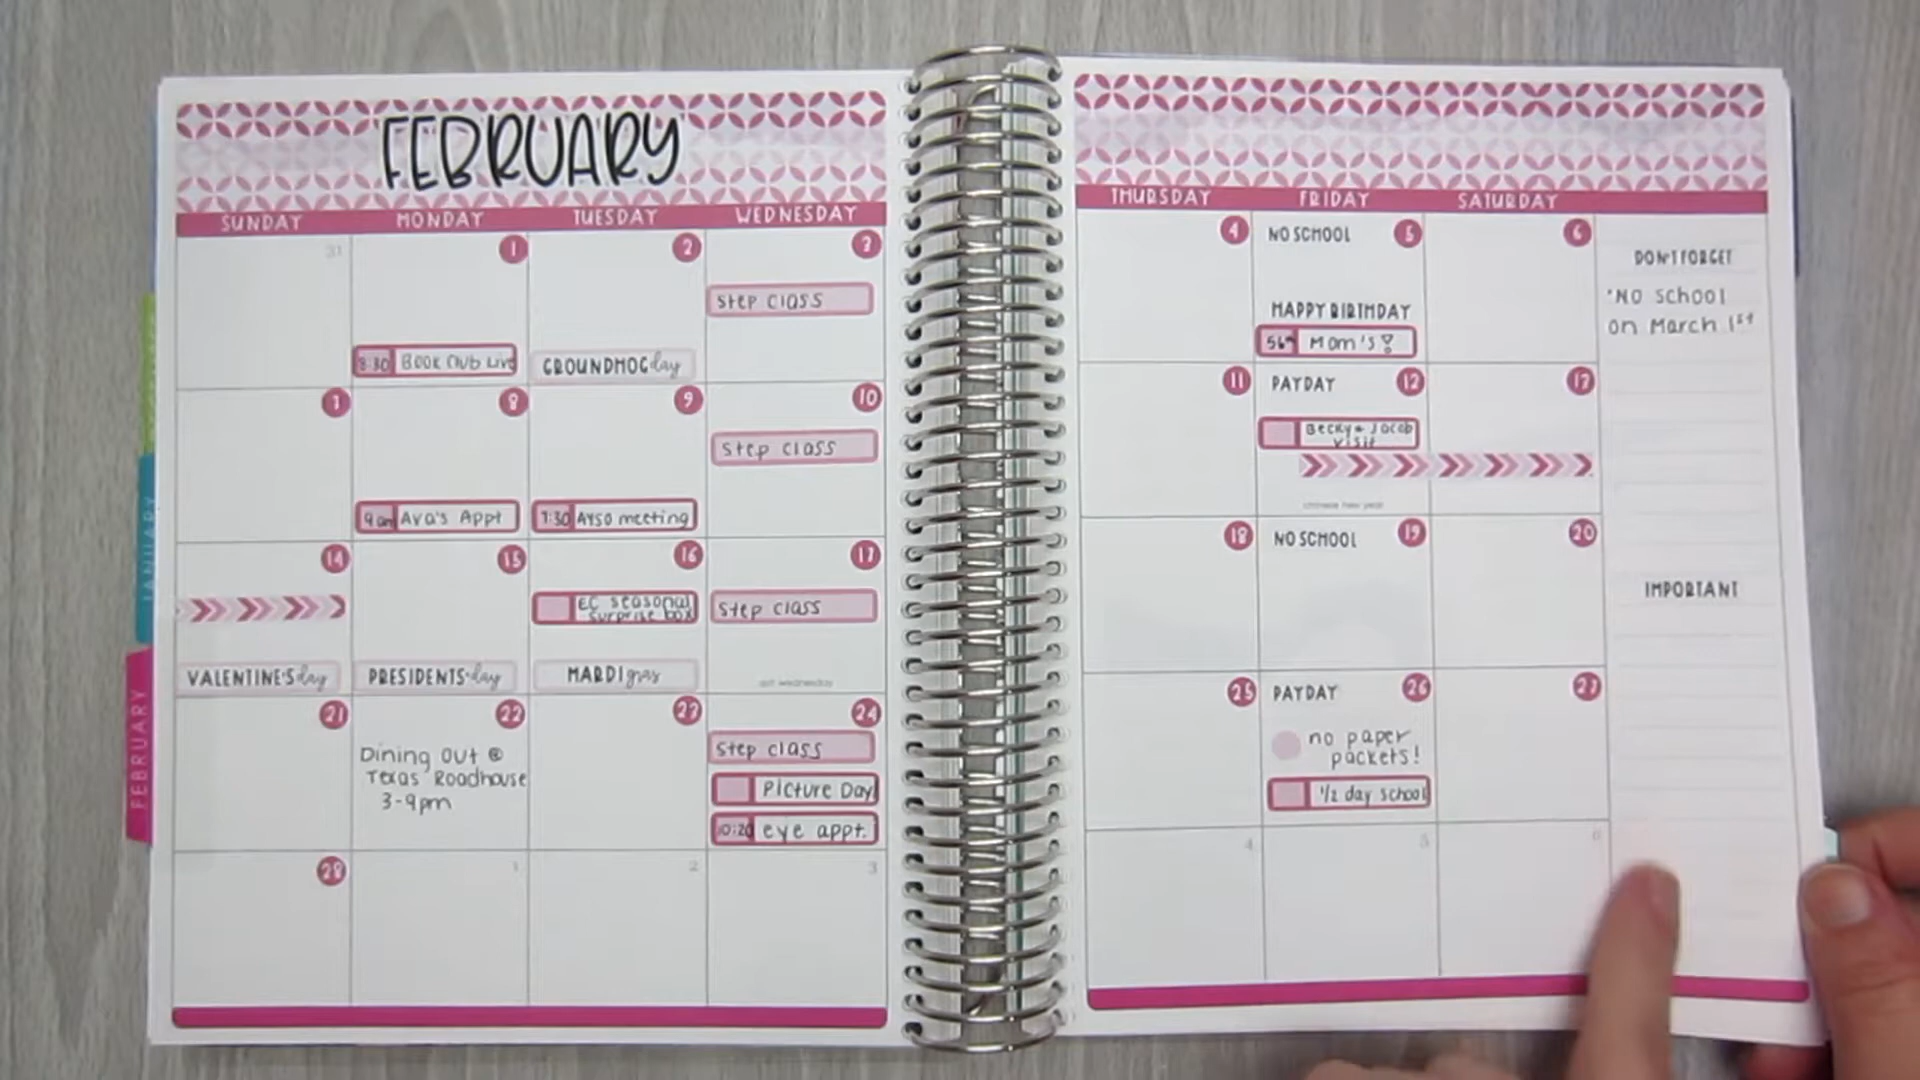 FEBRUARY
SUNDAY MONDAY TUESDAY WEDNESDAY THURSDAY FRIDAY SATURDAY
31 1 2 3 4 NO SCHOOL 5 6
Step class
HAPPY BIRTHDAY
8:30 Book Club Live
GROUNDHOG day
56th Mom's!
DON'T FORGET
No School
on March 1st
7 8 9 10 11 PAYDAY 12 13
Step class
Becky + Jacob
visit
9am Ava's Appt
7:30 AYSO meeting
chinese new year
14 15 16 17 18 NO SCHOOL 19 20
EC seasonal
surprise box
Step class
VALENTINE'S day
PRESIDENTS' day
MARDI gras
ash wednesday
IMPORTANT
21 22 23 24 25 PAYDAY 26 27
Dining Out @
Texas Roadhouse
3-9pm
Step class
Picture Day
10:20 eye appt.
no paper
packets!
1/2 day school
28 1 2 3 4 5 6
JANUARY
FEBRUARY